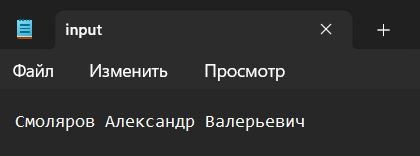 input
Файл Изменить Просмотр
Смоляров Александр Валерьевич